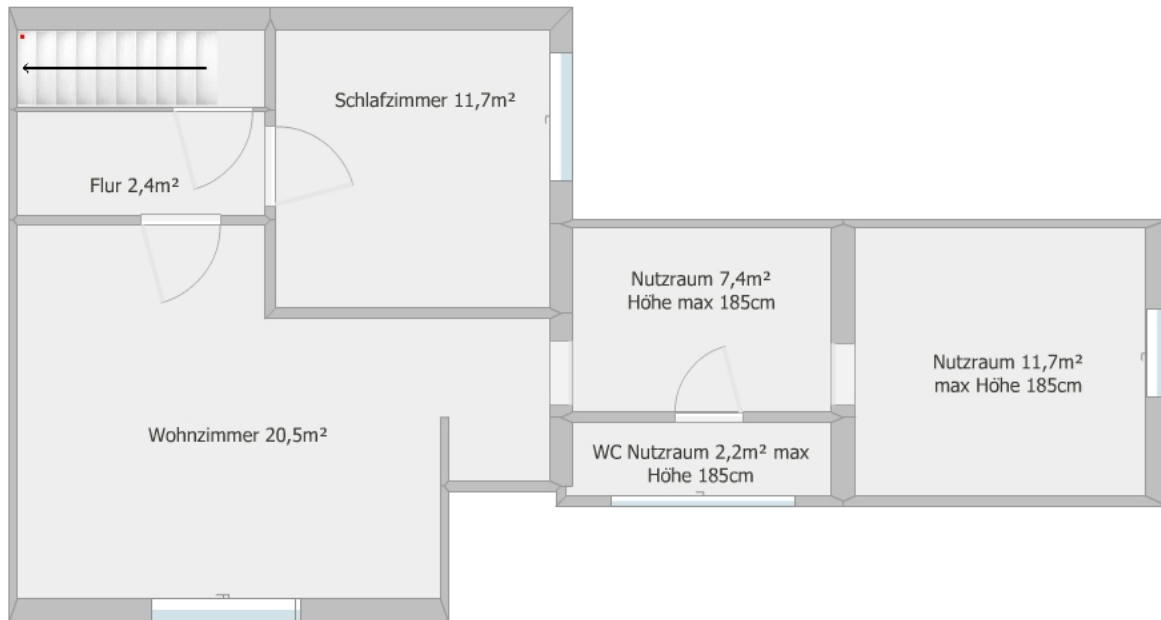 Schlafzimmer 11,7m²
Flur 2,4m²
Nutzraum 7,4m²
Höhe max 185cm
Nutzraum 11,7m²
max Höhe 185cm
Wohnzimmer 20,5m²
WC Nutzraum 2,2m² max
Höhe 185cm